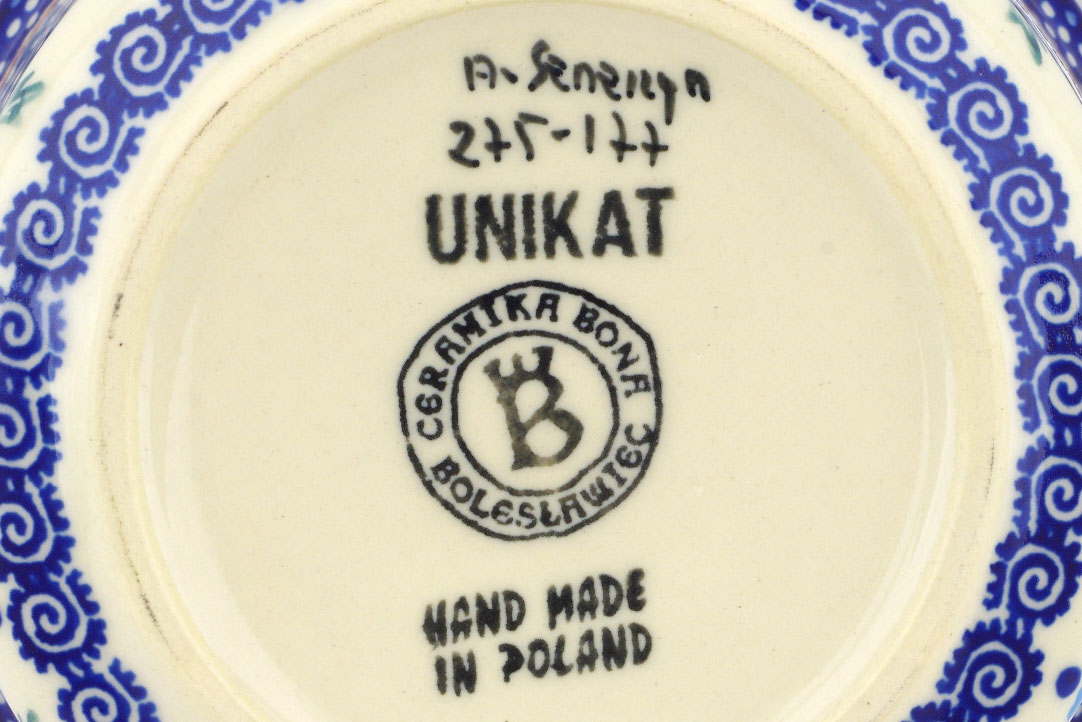 275-177
UNIKAT
CERAMIKA BONA
B
BOLESŁAWIEC
HAND MADE
IN POLAND